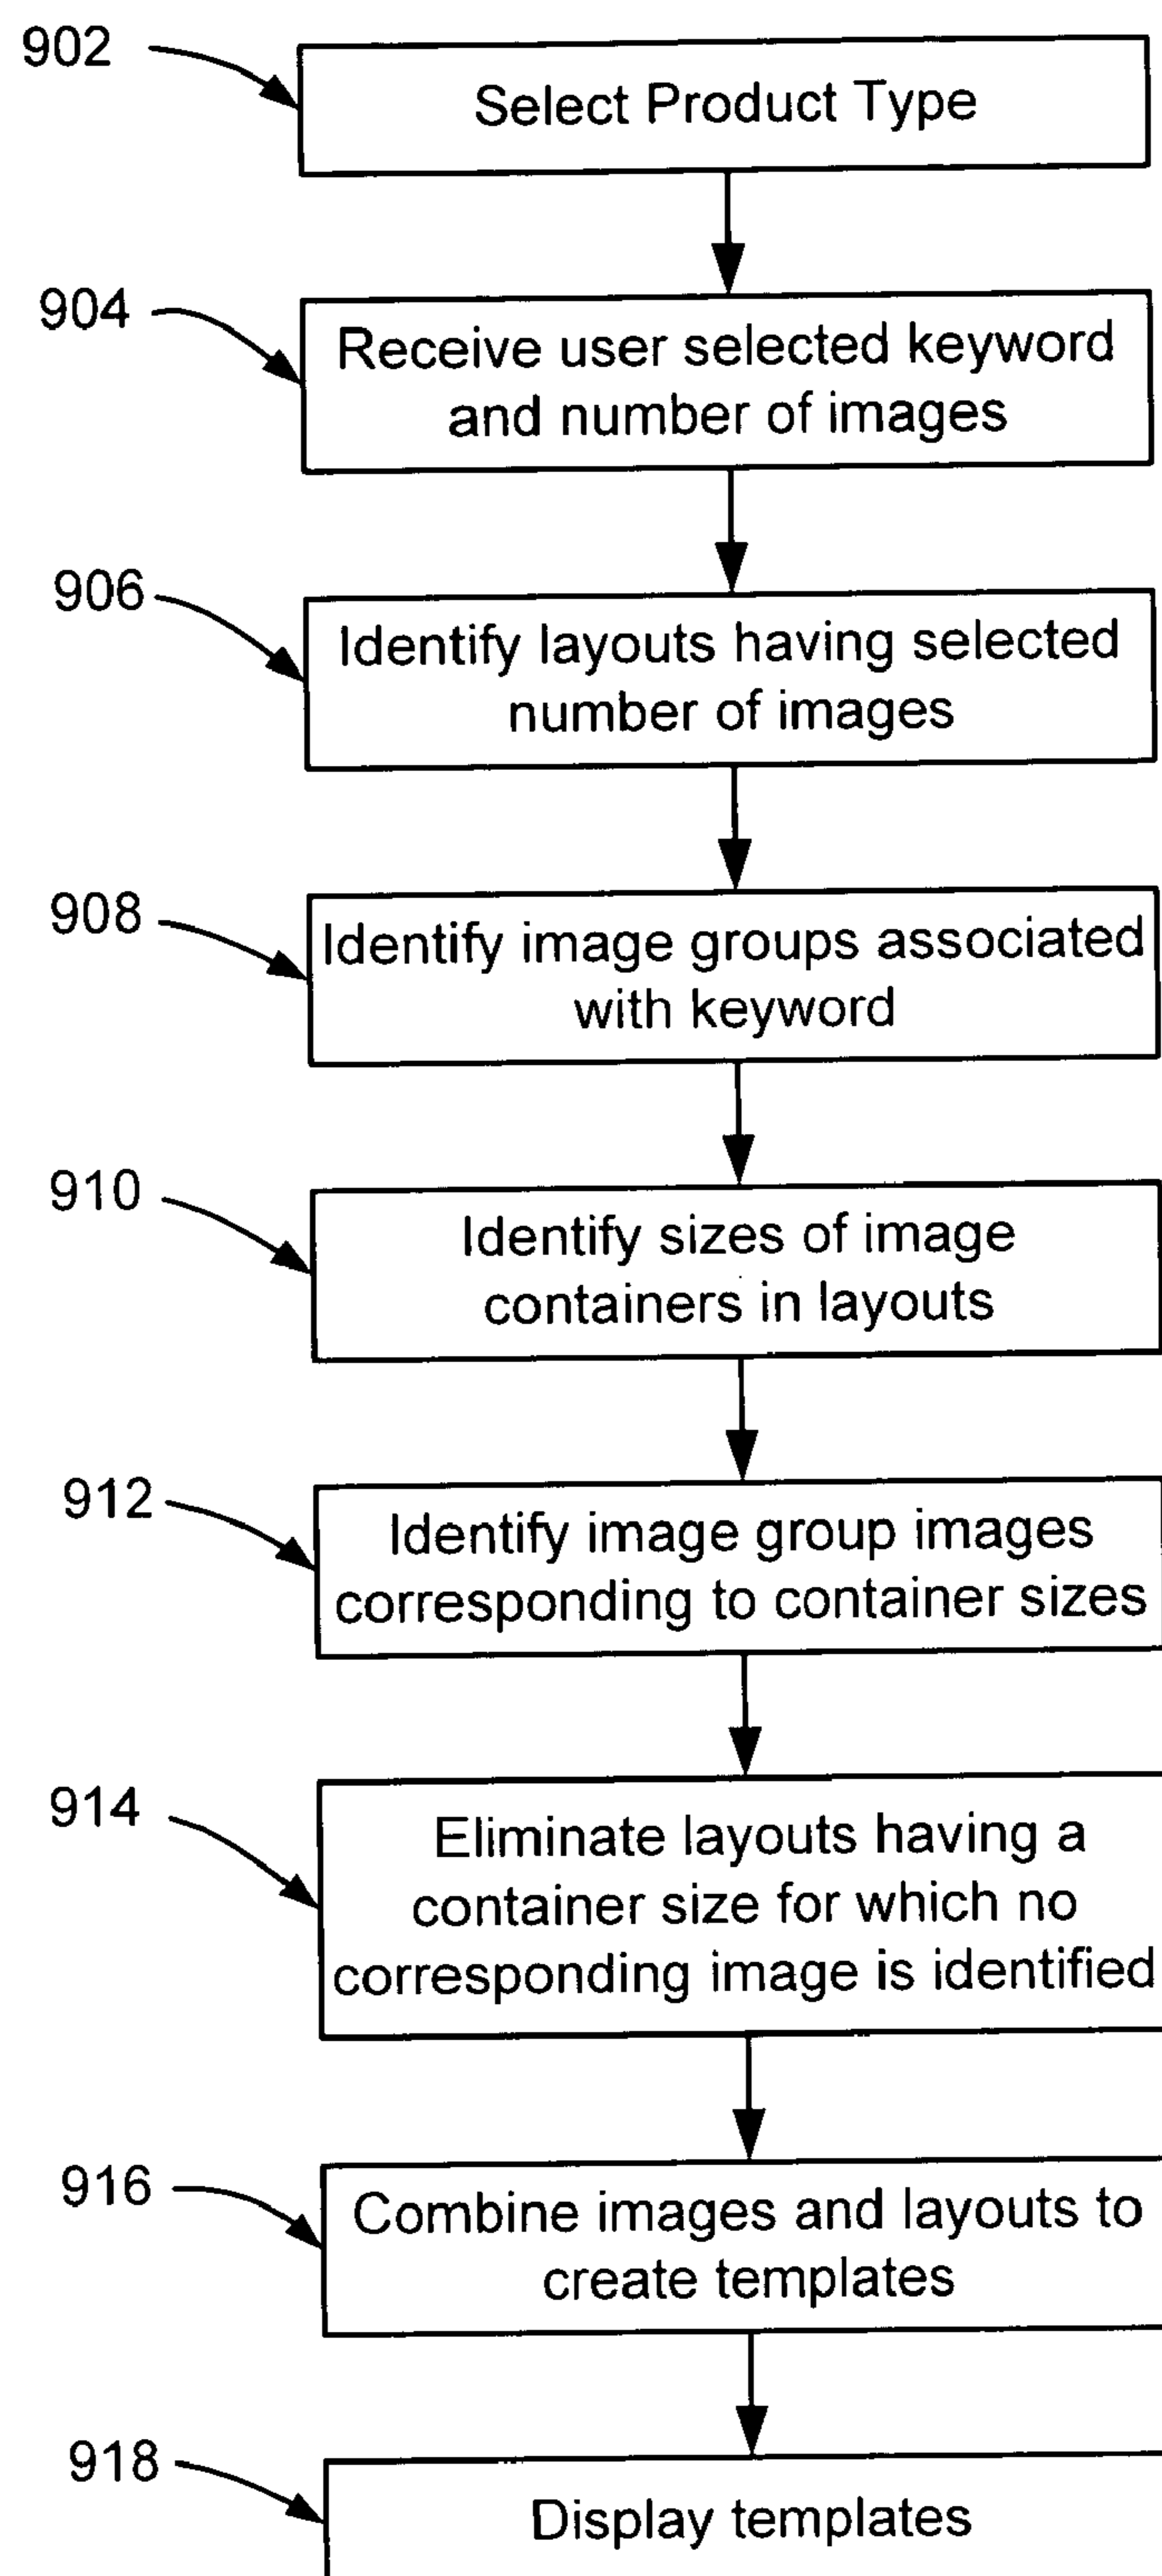 902
Select Product Type
904
Receive user selected keyword
and number of images
906
Identify layouts having selected
number of images
908
Identify image groups associated
with keyword
910
Identify sizes of image
containers in layouts
912
Identify image group images
corresponding to container sizes
914
Eliminate layouts having a
container size for which no
corresponding image is identified
916
Combine images and layouts to
create templates
918
Display templates